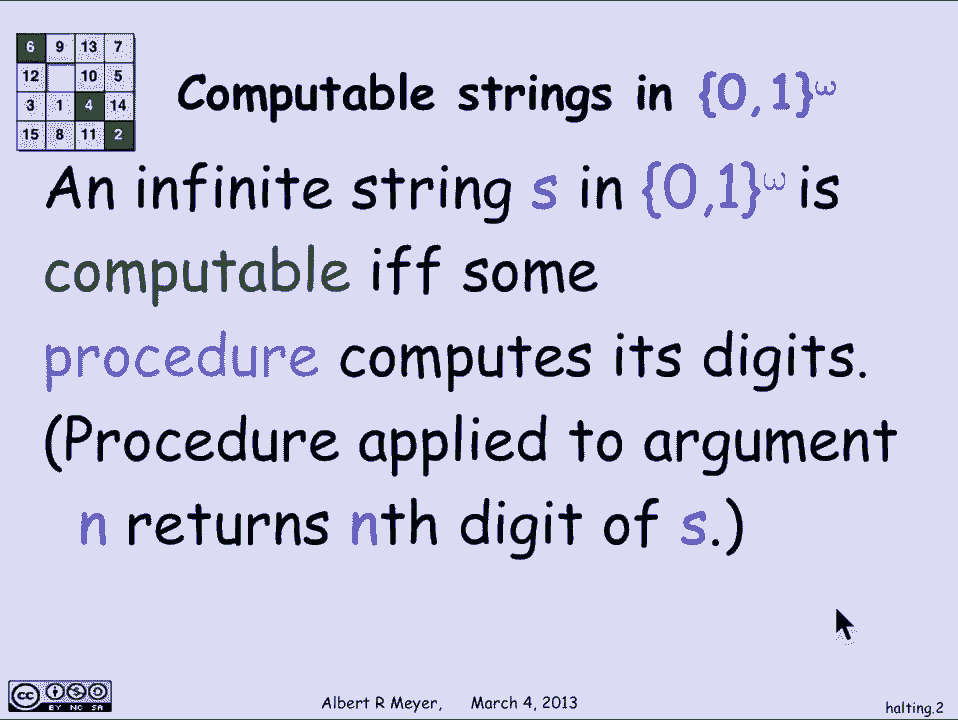 6 9 13 7
12 10 5
3 1 4 14
15 8 11 2
Computable strings in {0,1}ω
An infinite string s in {0,1}ω is
computable iff some
procedure computes its digits.
(Procedure applied to argument
n returns nth digit of s.)
cc BY NC SA
Albert R Meyer, March 4, 2013
halting.2